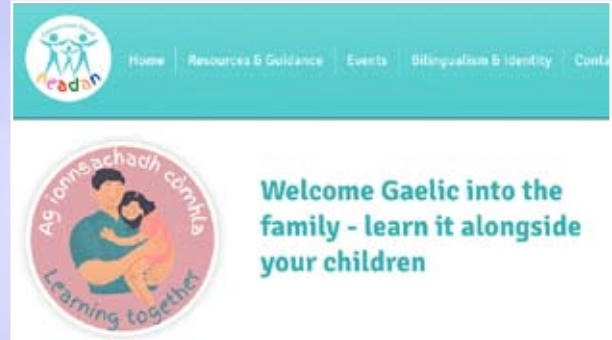 neadan
Home
Resources & Guidance
Events
Bilingualism & Identity
Conta
Ag ionnsachadh còmhla
Learning together
Welcome Gaelic into the
family - learn it alongside
your children